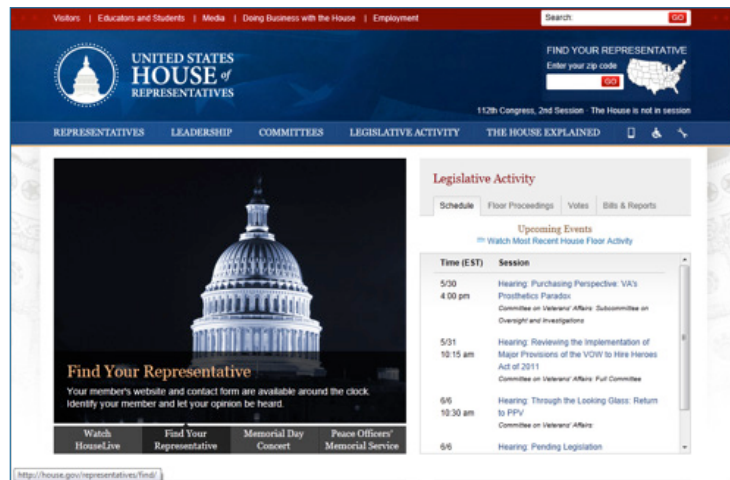 Visitors | Educators and Students | Media | Doing Business with the House | Employment
Search:
GO
UNITED STATES
HOUSE of
REPRESENTATIVES
FIND YOUR REPRESENTATIVE
Enter your zip code
GO
112th Congress, 2nd Session - The House is not in session
REPRESENTATIVES LEADERSHIP COMMITTEES LEGISLATIVE ACTIVITY THE HOUSE EXPLAINED
Find Your Representative
Your member's website and contact form are available around the clock.
Identify your member and let your opinion be heard.
Watch
HouseLive
Find Your
Representative
Memorial Day
Concert
Peace Officers'
Memorial Service
Legislative Activity
Schedule Floor Proceedings Votes Bills & Reports
Upcoming Events
Watch Most Recent House Floor Activity
Time (EST) Session
5/30 Hearing: Purchasing Perspective: VA's
4:00 pm Prosthetics Paradox
Committee on Veterans' Affairs: Subcommittee on
Oversight and Investigations
5/31 Hearing: Reviewing the Implementation of
10:15 am Major Provisions of the VOW to Hire Heroes
Act of 2011
Committee on Veterans' Affairs: Full Committee
6/6 Hearing: Through the Looking Glass: Return
10:30 am to PPV
Committee on Veterans' Affairs:
6/6 Hearing: Pending Legislation
http://house.gov/representatives/find/